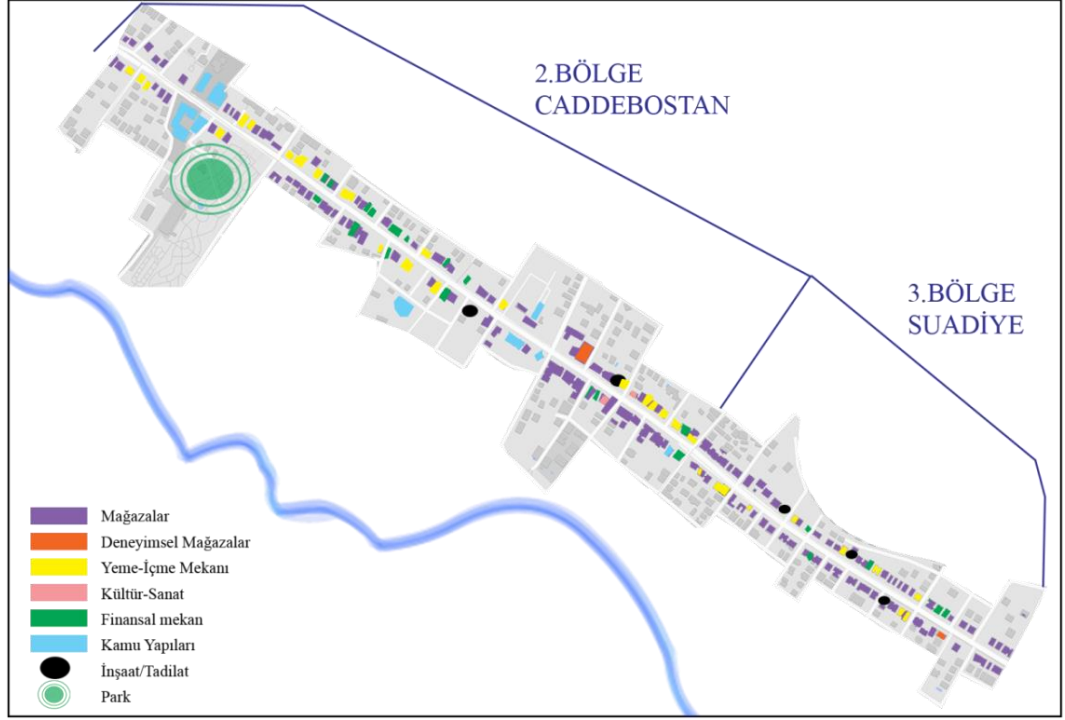 2.BÖLGE
CADDEBOSTAN
3.BÖLGE
SUADİYE
Mağazalar
Deneyimsel Mağazalar
Yeme-İçme Mekanı
Kültür-Sanat
Finansal mekan
Kamu Yapıları
İnşaat/Tadilat
Park